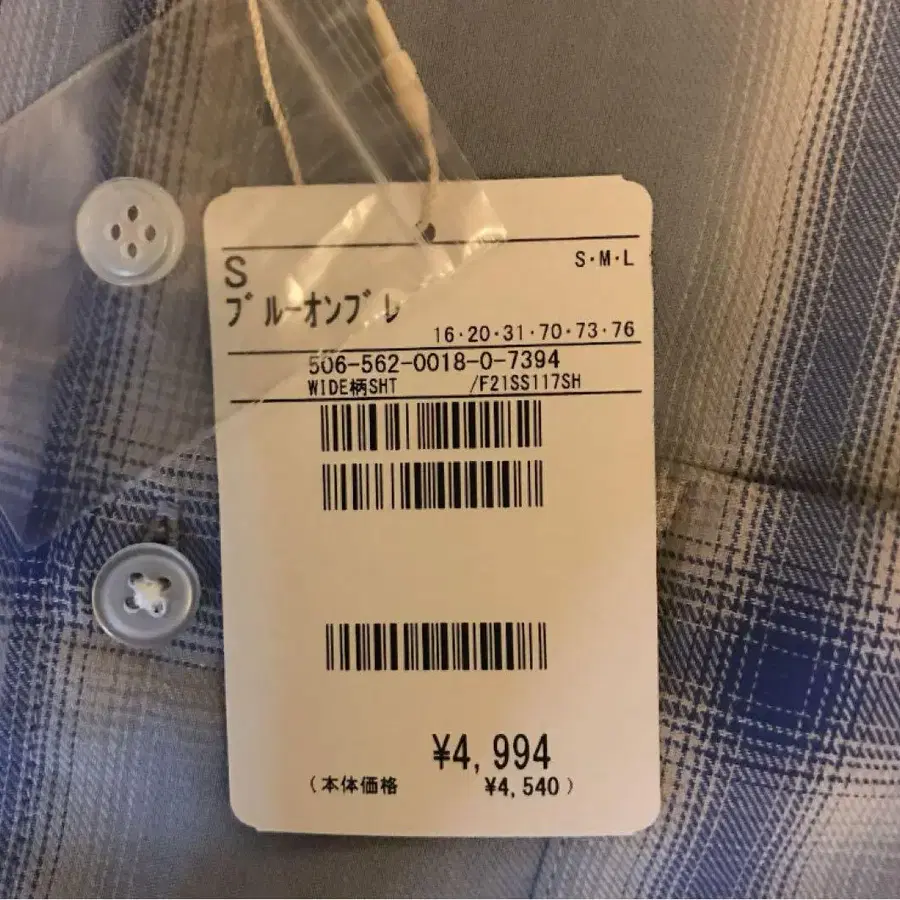 S
S・M・L
ブルーオンブレ
16・20・31・70・73・76
506-562-0018-0-7394
WIDE柄SHT /F21SS117SH
¥4,994
(本体価格 ¥4,540)